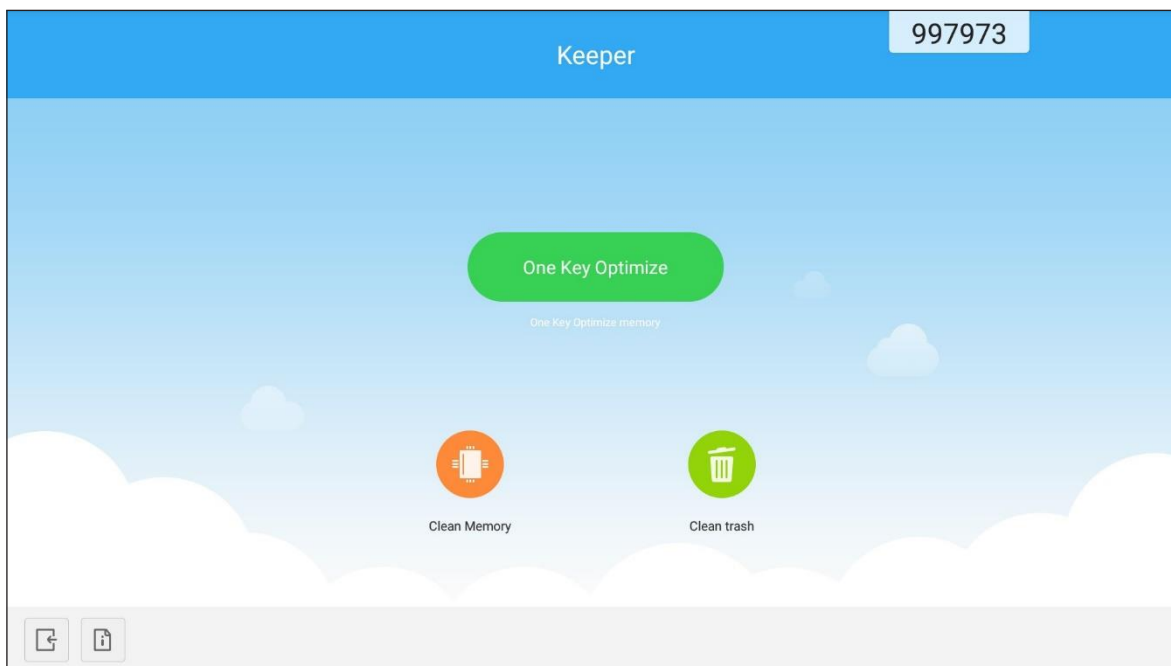 997973
Keeper
One Key Optimize
One Key Optimize memory
Clean Memory
Clean trash